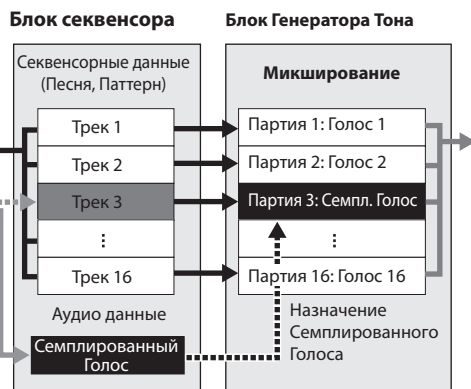 Блок секвенсора
Секвенсорные данные
(Песня, Паттерн)
Трек 1
Трек 2
Трек 3
⋮
Трек 16
Аудио данные
Семплированный
Голос
Блок Генератора Тона
Микширование
Партия 1: Голос 1
Партия 2: Голос 2
Партия 3: Семпл. Голос
⋮
Партия 16: Голос 16
Назначение
Семплированного
Голоса